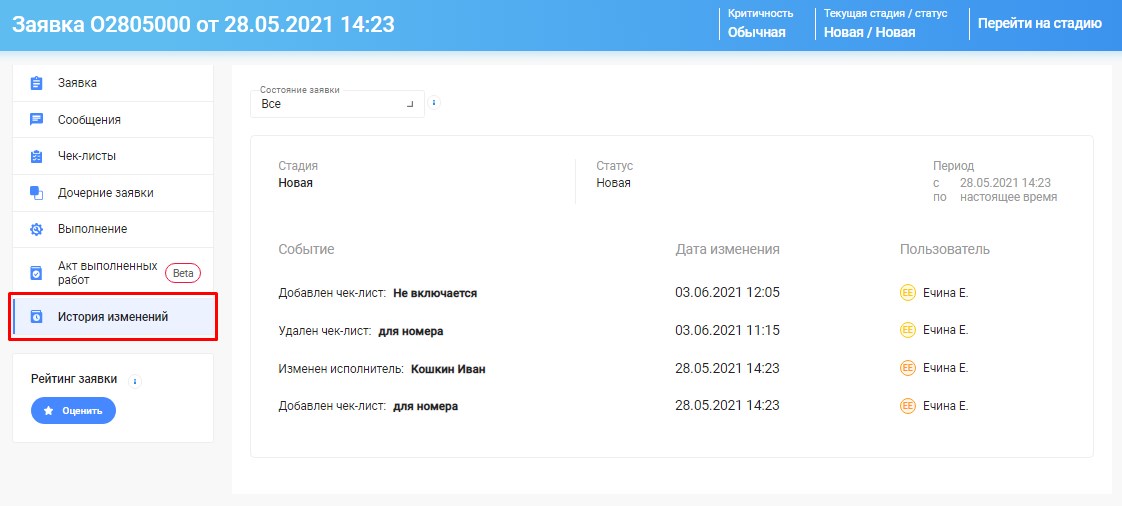 Заявка О2805000 от 28.05.2021 14:23
Критичность
Обычная
Текущая стадия / статус
Новая / Новая
Перейти на стадию
Заявка
Сообщения
Чек-листы
Дочерние заявки
Выполнение
Акт выполненных
работ
Beta
История изменений
Рейтинг заявки
Оценить
Состояние заявки
Все
Стадия
Новая
Статус
Новая
Период
с 28.05.2021 14:23
по настоящее время
Событие Дата изменения Пользователь
Добавлен чек-лист: Не включается 03.06.2021 12:05 ЕЕ Ечина Е.
Удален чек-лист: для номера 03.06.2021 11:15 ЕЕ Ечина Е.
Изменен исполнитель: Кошкин Иван 28.05.2021 14:23 ЕЕ Ечина Е.
Добавлен чек-лист: для номера 28.05.2021 14:23 ЕЕ Ечина Е.